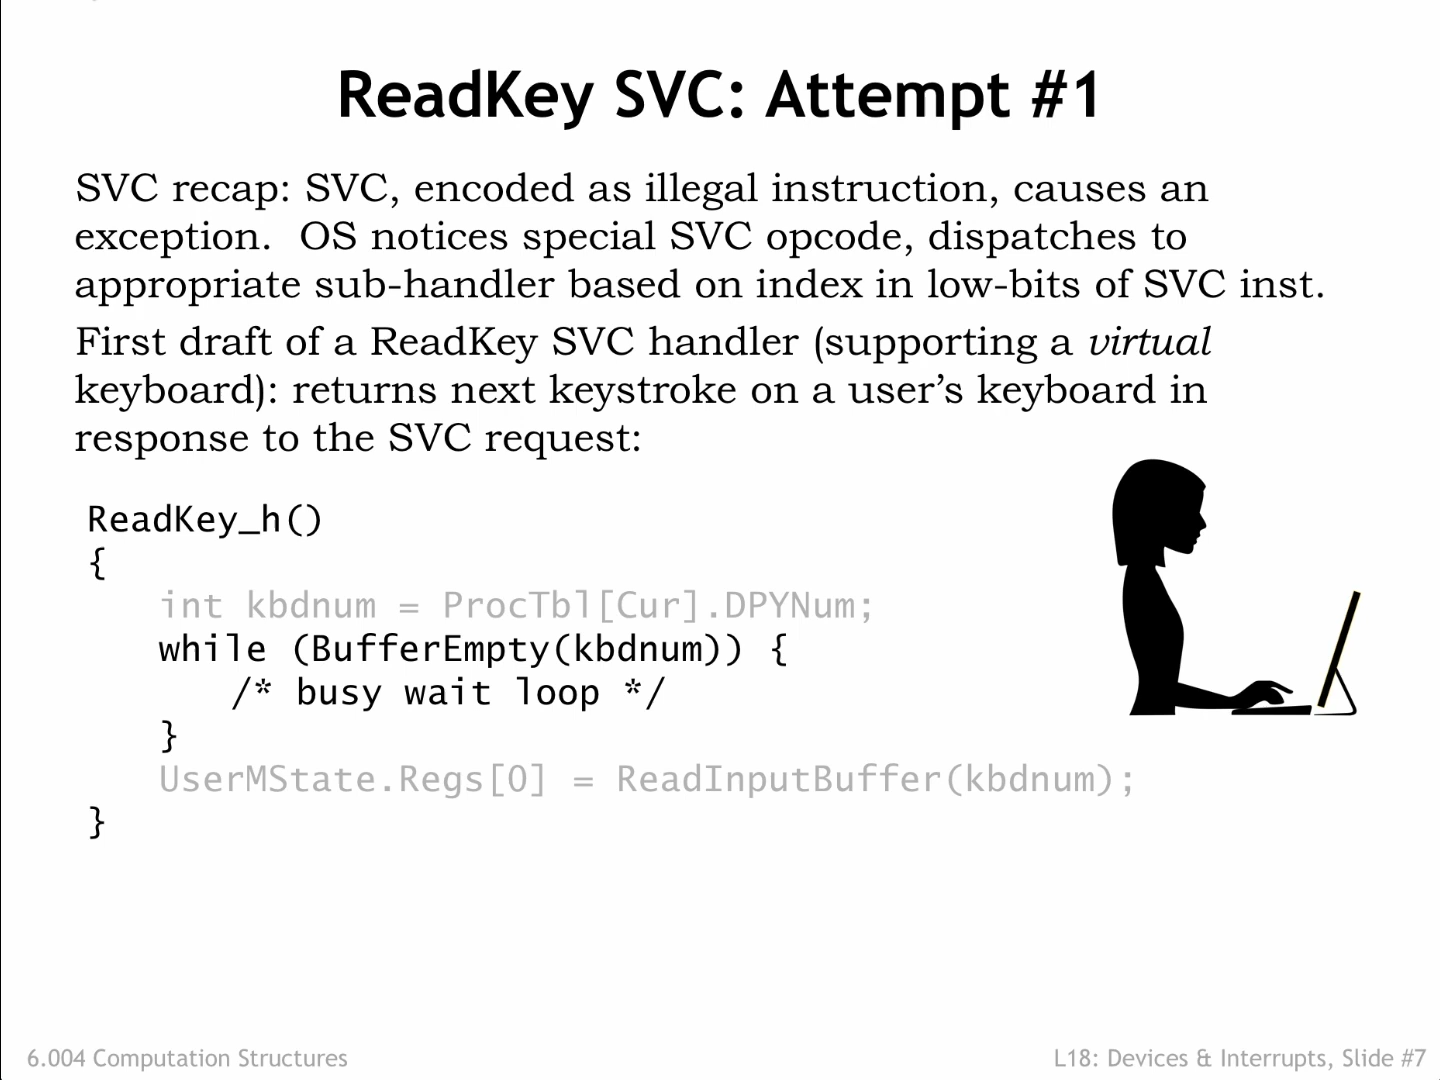 ReadKey SVC: Attempt #1
SVC recap: SVC, encoded as illegal instruction, causes an
exception.  OS notices special SVC opcode, dispatches to
appropriate sub-handler based on index in low-bits of SVC inst.
First draft of a ReadKey SVC handler (supporting a virtual
keyboard): returns next keystroke on a user’s keyboard in
response to the SVC request:
ReadKey_h()
{
int kbdnum = ProcTbl[Cur].DPYNum;
while (BufferEmpty(kbdnum)) {
/* busy wait loop */
}
UserMState.Regs[0] = ReadInputBuffer(kbdnum);
}
6.004 Computation Structures
L18: Devices & Interrupts, Slide #7